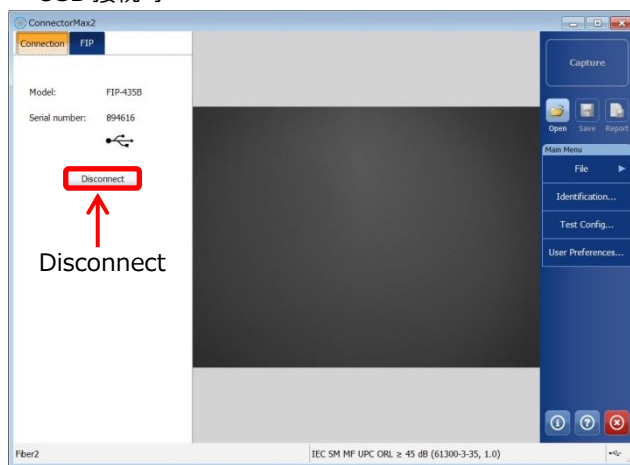 ConnectorMax2
Connection FIP
Model: FIP-435B
Serial number: 894616
Disconnect
Disconnect
Capture
Open Save Report
Main Menu
File
Identification...
Test Config...
User Preferences...
Fiber2
IEC SM MF UPC ORL ≥ 45 dB (61300-3-35, 1.0)